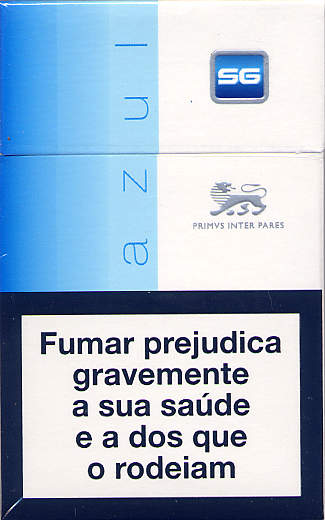 SG
azul
PRIMVS INTER PARES
Fumar prejudica
gravemente
a sua saúde
e a dos que
o rodeiam